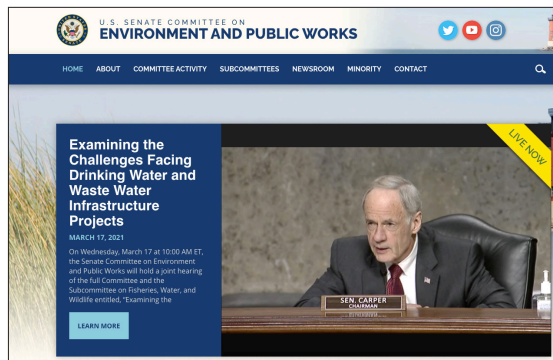 U.S. SENATE COMMITTEE ON
ENVIRONMENT AND PUBLIC WORKS
HOME ABOUT COMMITTEE ACTIVITY SUBCOMMITTEES NEWSROOM MINORITY CONTACT
LIVE NOW
Examining the
Challenges Facing
Drinking Water and
Waste Water
Infrastructure
Projects
MARCH 17, 2021
On Wednesday, March 17 at 10:00 AM ET,
the Senate Committee on Environment
and Public Works will hold a joint hearing
of the full Committee and the
Subcommittee on Fisheries, Water, and
Wildlife entitled, "Examining the
LEARN MORE
SEN. CARPER
CHAIRMAN